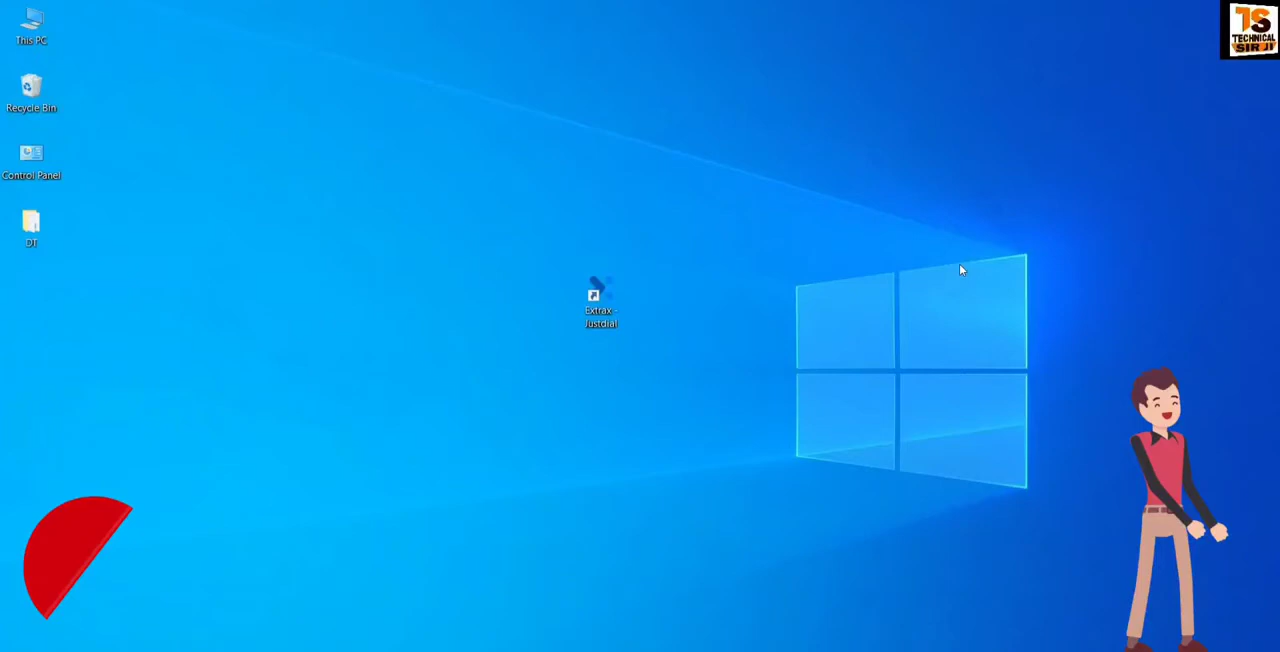 This PC
Recycle Bin
Control Panel
DT
Extrax -
Justdial
TS
TECHNICAL
SIR JI